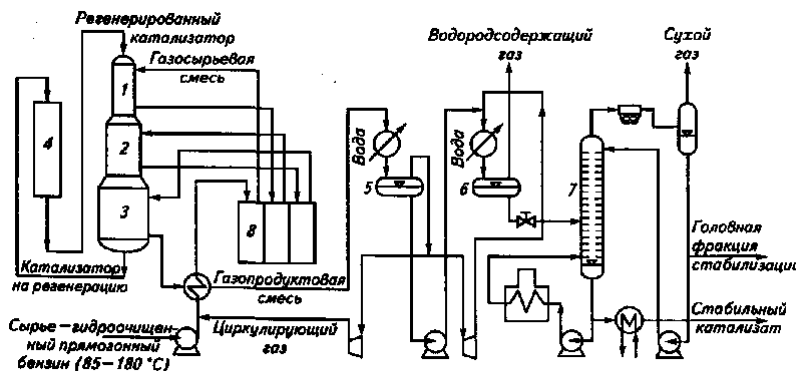 Регенерированный
катализатор
Газосырьевая
смесь
Водородсодержащий
газ
Сухой
газ
1
2
3
4
Вода
5
Вода
6
7
8
Катализатор
на регенерацию
Газопродуктовая
смесь
Циркулирующий
газ
Сырье — гидроочищен-
ный прямогонный
бензин (85—180 °С)
Головная
фракция
стабилизации
Стабильный
катализат